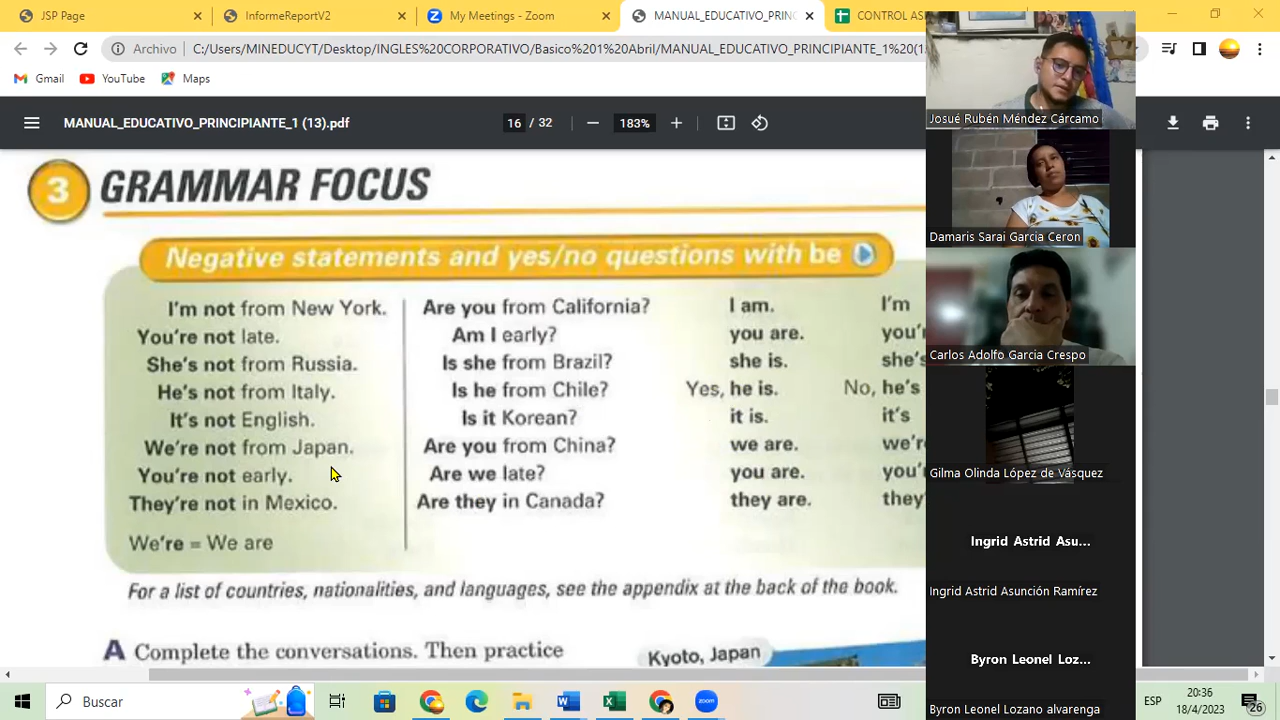 JSP Page
InformeReportV2
My Meetings - Zoom
MANUAL_EDUCATIVO_PRINC
CONTROL AS
Archivo
C:/Users/MINEDUCYT/Desktop/INGLES%20CORPORATIVO/Basico%201%20Abril/MANUAL_EDUCATIVO_PRINCIPIANTE_1%20(1
Gmail
YouTube
Maps
MANUAL_EDUCATIVO_PRINCIPIANTE_1 (13).pdf
16 / 32
183%
3 GRAMMAR FOCUS
Negative statements and yes/no questions with be
I'm not from New York.
You're not late.
She's not from Russia.
He's not from Italy.
It's not English.
We're not from Japan.
You're not early.
They're not in Mexico.
We're = We are
Are you from California?
Am I early?
Is she from Brazil?
Is he from Chile?
Is it Korean?
Are you from China?
Are we late?
Are they in Canada?
I am.
you are.
she is.
Yes, he is.
it is.
we are.
you are.
they are.
I'm
you'r
she's
No, he's
it's
we'r
you'
they
For a list of countries, nationalities, and languages, see the appendix at the back of the book.
A Complete the conversations. Then practice
Kyoto, Japan
Josué Rubén Méndez Cárcamo
Damaris Sarai Garcia Ceron
Carlos Adolfo Garcia Crespo
Gilma Olinda López de Vásquez
Ingrid Astrid Asu...
Ingrid Astrid Asunción Ramírez
Byron Leonel Loz...
Byron Leonel Lozano alvarenga
Buscar
ESP
20:36
18/4/2023
26